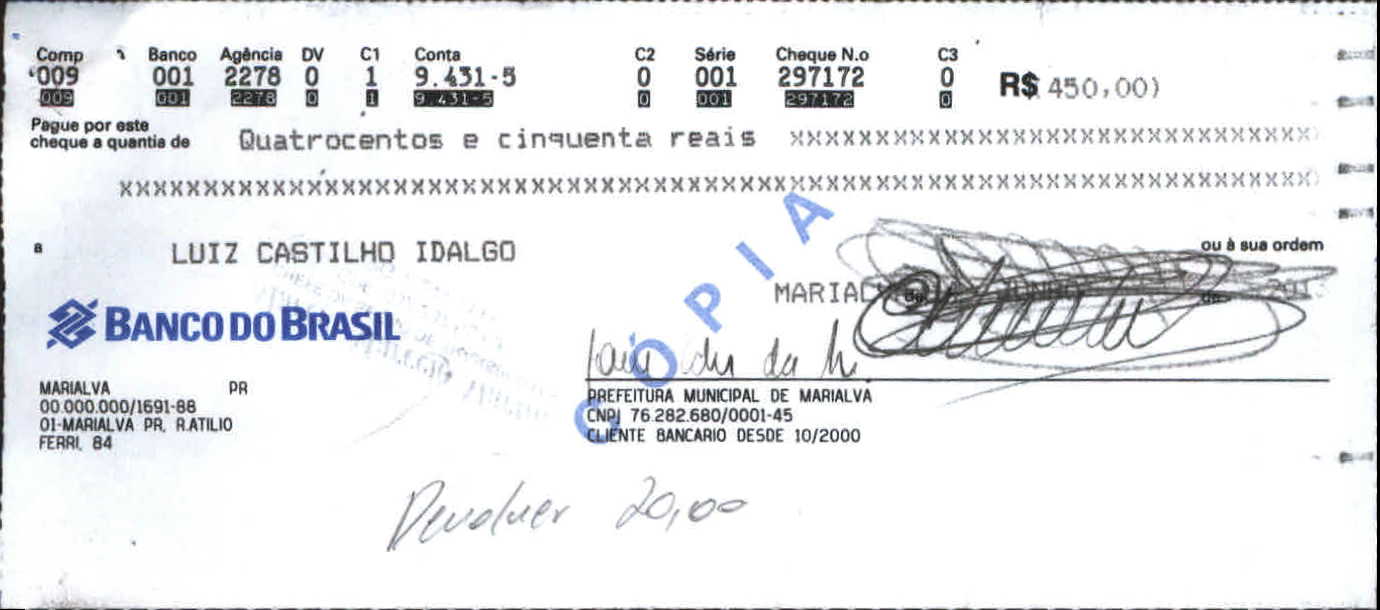 Comp Banco Agência DV C1 Conta C2 Série Cheque N.o C3
009 001 2278 0 1 9.431-5 0 001 297172 0 R$ 450,00)
009 001 2278 0 1 9.431-5 0 001 297172 0
Pague por este
cheque a quantia de Quatrocentos e cinquenta reais xxxxxxxxxxxxxxxxxxxxxxxxxxxxxxx
xxxxxxxxxxxxxxxxxxxxxxxxxxxxxxxxxxxxxxxxxxxxxxxxxxxxxxxxxxxxxxxxxxxxxx
a LUIZ CASTILHO IDALGO ou à sua ordem
CÓPIA
MARIAL de JUNHO de
BANCO DO BRASIL
MARIALVA PR
00.000.000/1691-88
01-MARIALVA PR, R.ATILIO
FERRI, 84
PREFEITURA MUNICIPAL DE MARIALVA
CNPJ 76.282.680/0001-45
CLIENTE BANCARIO DESDE 10/2000
Devolver 20,00